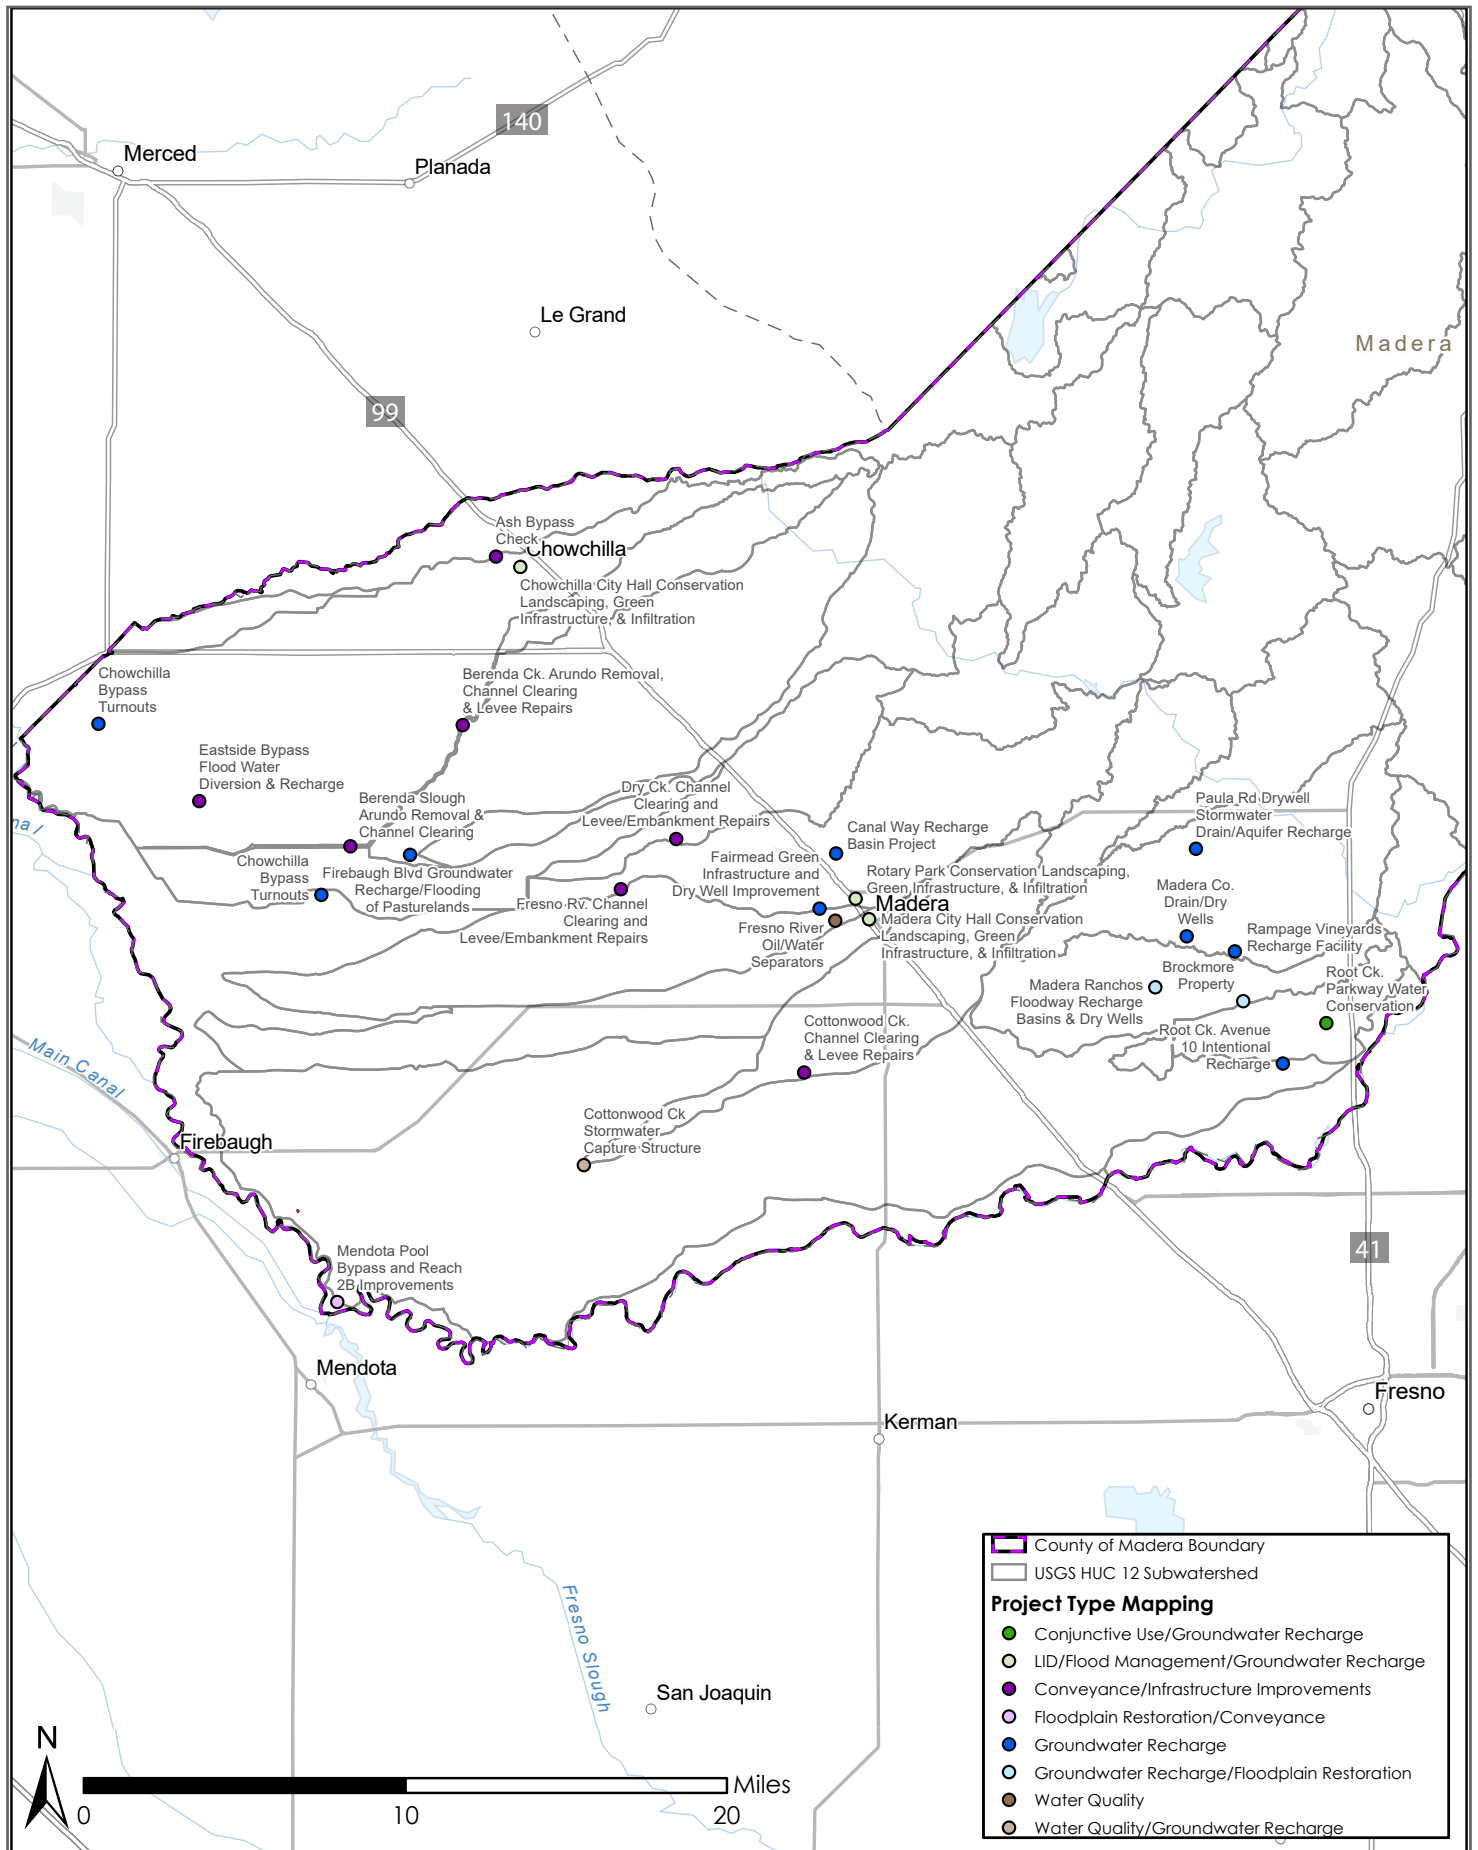 140
Merced
Planada
Le Grand
Madera
99
Ash Bypass
Check
Chowchilla
Chowchilla City Hall Conservation
Landscaping, Green
Infrastructure, & Infiltration
Chowchilla
Bypass
Turnouts
Berenda Ck. Arundo Removal,
Channel Clearing
& Levee Repairs
Eastside Bypass
Flood Water
Diversion & Recharge
Berenda Slough
Arundo Removal &
Channel Clearing
Dry Ck. Channel
Clearing and
Levee/Embankment Repairs
Paula Rd Drywell
Stormwater
Drain/Aquifer Recharge
nal
Canal Way Recharge
Basin Project
Chowchilla
Bypass
Turnouts
Firebaugh Blvd Groundwater
Recharge/Flooding
of Pasturelands
Fairmead Green
Infrastructure and
Dry Well Improvement
Rotary Park Conservation Landscaping,
Green Infrastructure, & Infiltration
Madera
Madera City Hall Conservation
Landscaping, Green
Infrastructure, & Infiltration
Fresno Rv. Channel
Clearing and
Levee/Embankment Repairs
Fresno River
Oil/Water
Separators
Madera Co.
Drain/Dry
Wells
Rampage Vineyards
Recharge Facility
Brockmore
Property
Madera Ranchos
Floodway Recharge
Basins & Dry Wells
Root Ck.
Parkway Water
Conservation
Root Ck. Avenue
10 Intentional
Recharge
Cottonwood Ck.
Channel Clearing
& Levee Repairs
Main Canal
Firebaugh
Cottonwood Ck
Stormwater
Capture Structure
Mendota Pool
Bypass and Reach
2B Improvements
41
Mendota
Fresno
Kerman
Fresno Slough
San Joaquin
County of Madera Boundary
USGS HUC 12 Subwatershed
Project Type Mapping
Conjunctive Use/Groundwater Recharge
LID/Flood Management/Groundwater Recharge
Conveyance/Infrastructure Improvements
Floodplain Restoration/Conveyance
Groundwater Recharge
Groundwater Recharge/Floodplain Restoration
Water Quality
Water Quality/Groundwater Recharge
N
Miles
0 10 20